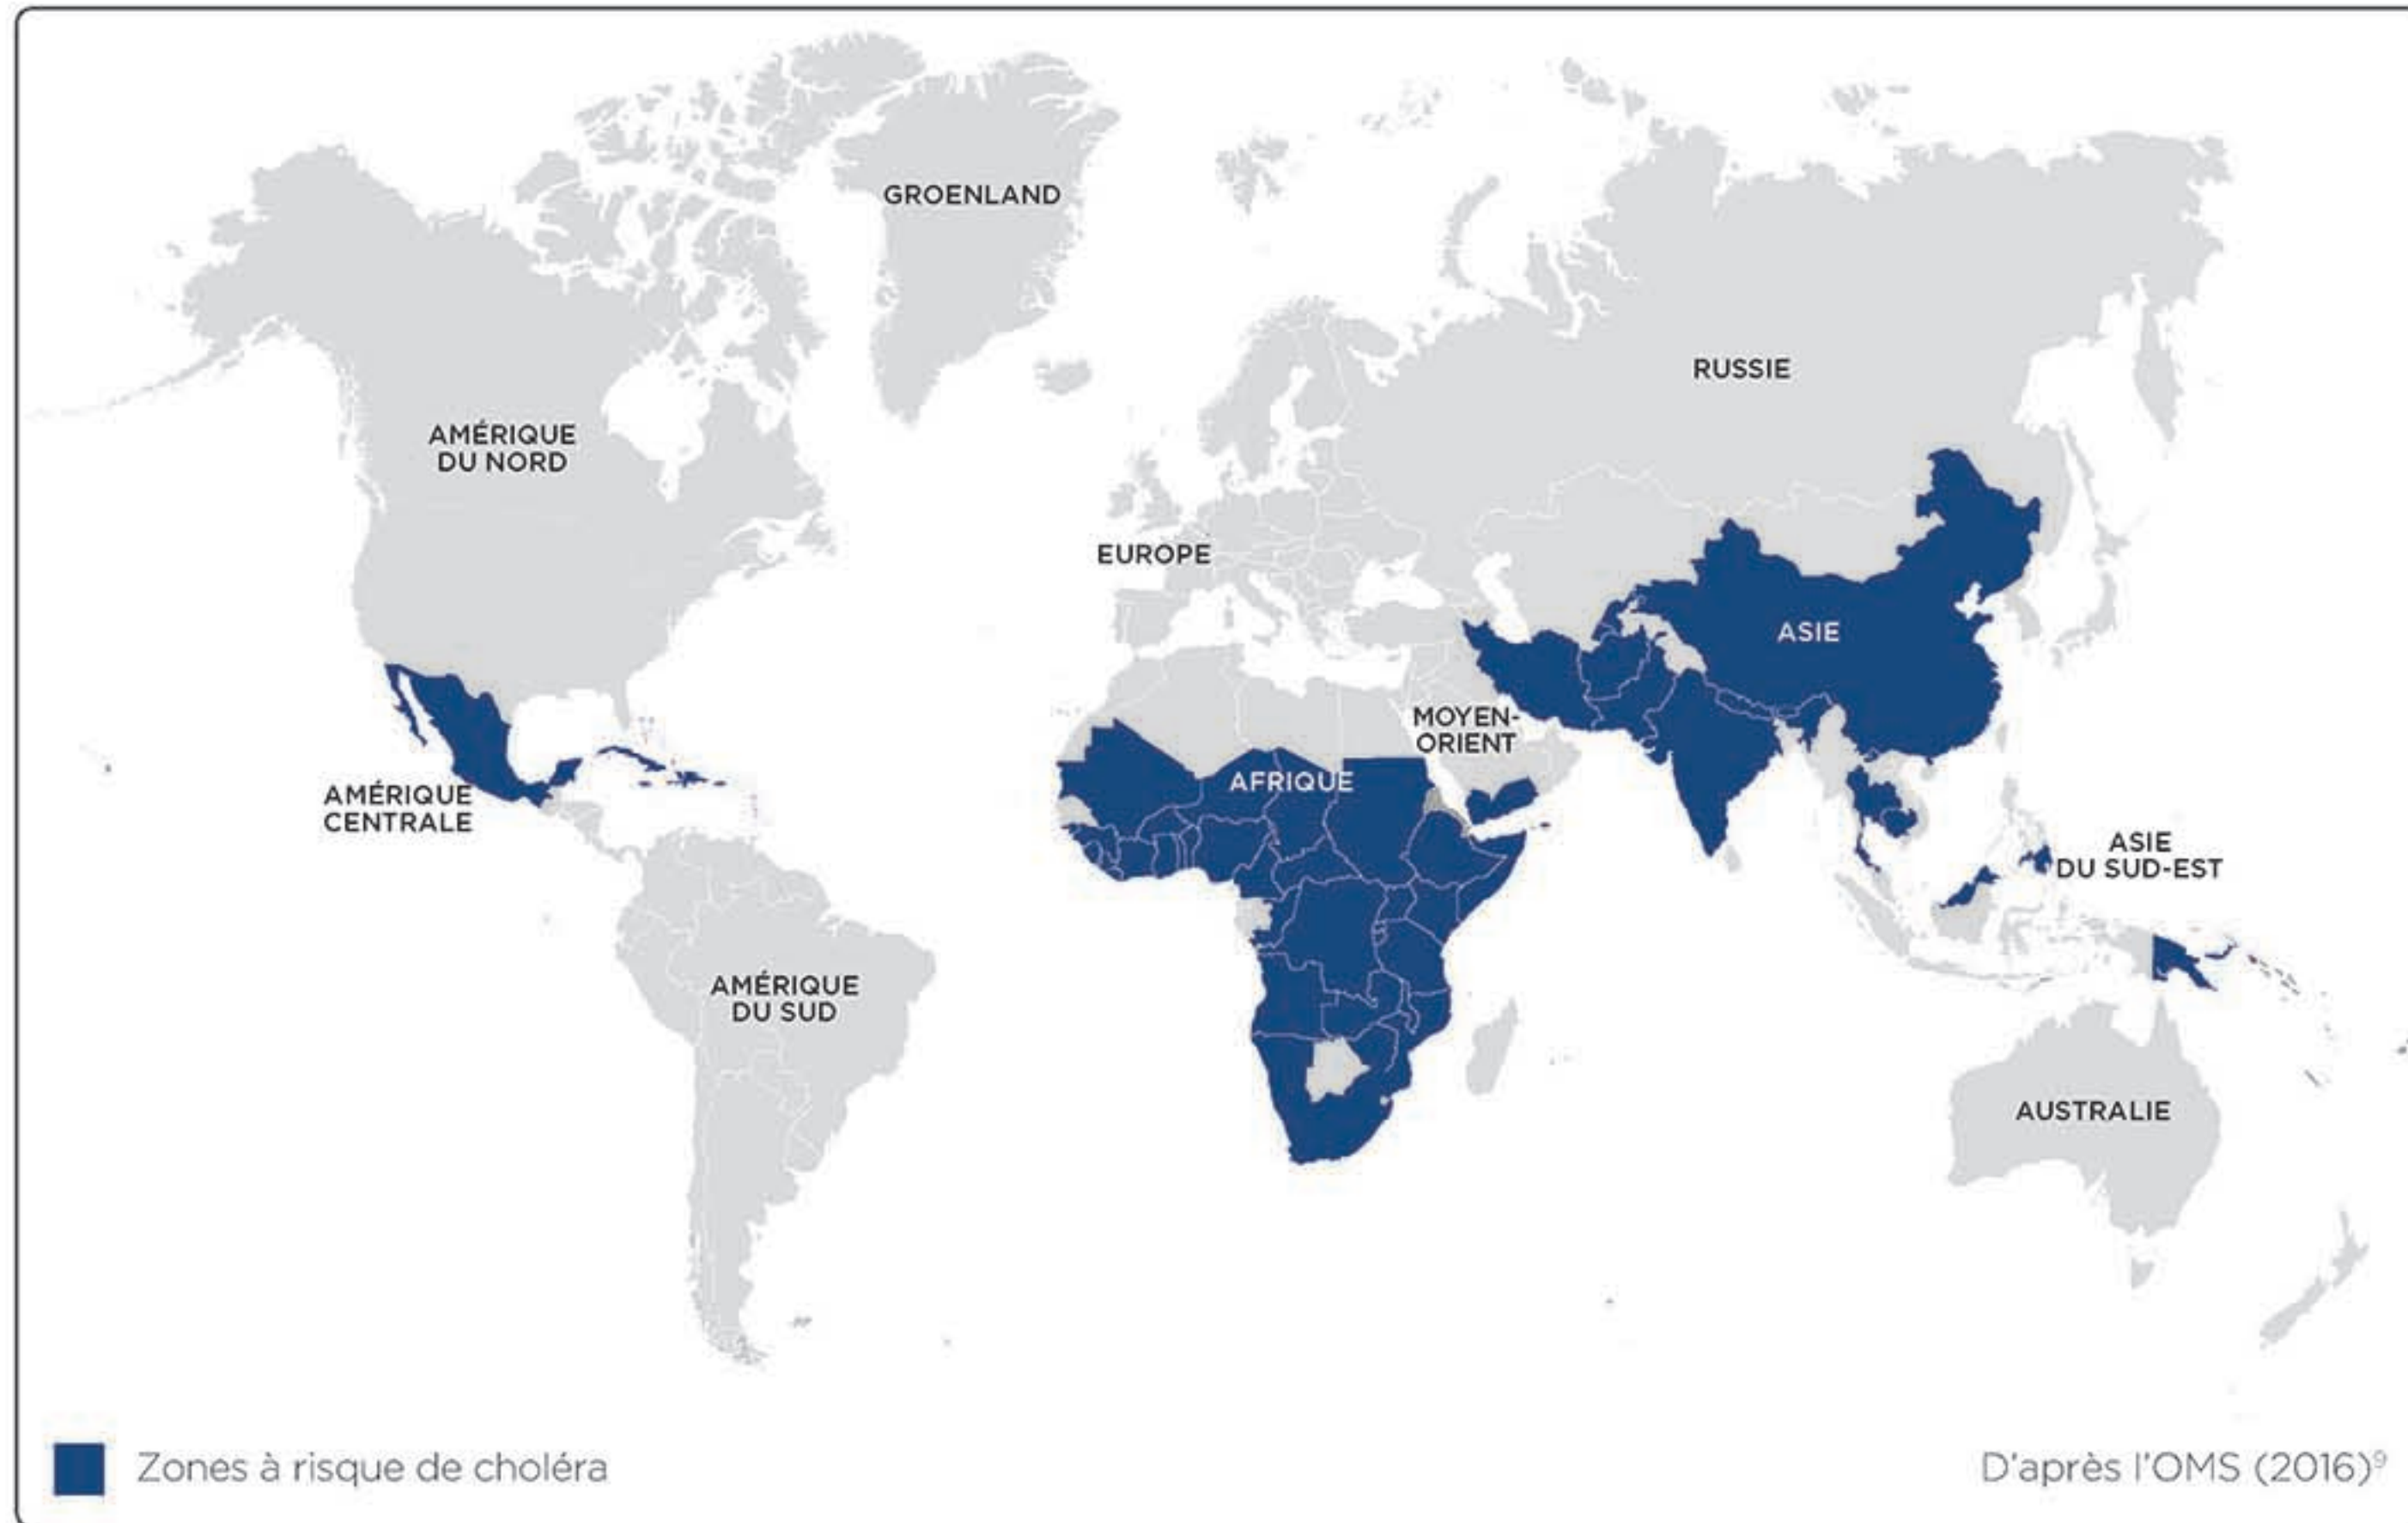 GROENLAND
RUSSIE
AMÉRIQUE
DU NORD
EUROPE
ASIE
MOYEN-
ORIENT
AFRIQUE
AMÉRIQUE
CENTRALE
ASIE
DU SUD-EST
AMÉRIQUE
DU SUD
AUSTRALIE
Zones à risque de choléra
D'après l'OMS (2016)⁹